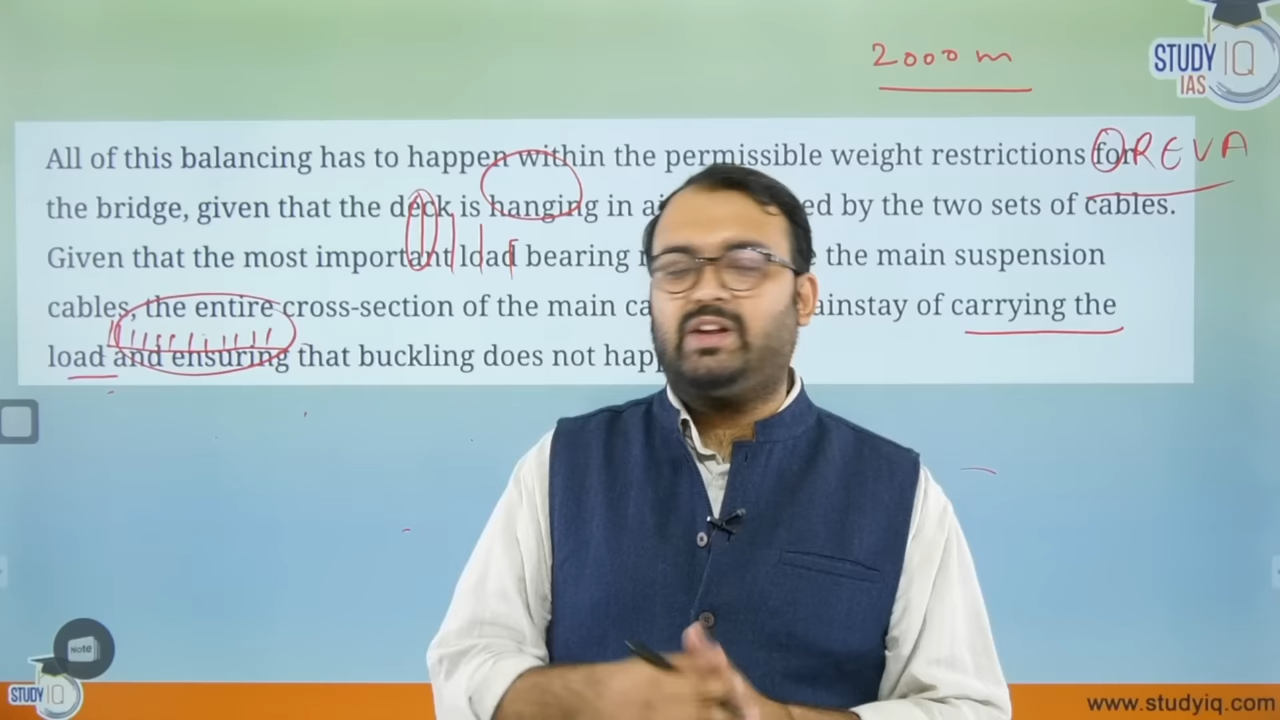 2000 m
STUDY IQ
IAS
All of this balancing has to happen within the permissible weight restrictions for
OREVA
the bridge, given that the deck is hanging in ed by the two sets of cables.
Given that the most important load bearing the main suspension
cables, the entire cross-section of the main ainstay of carrying the
load and ensuring that buckling does not hap
Note
STUDY IQ
www.studyiq.com